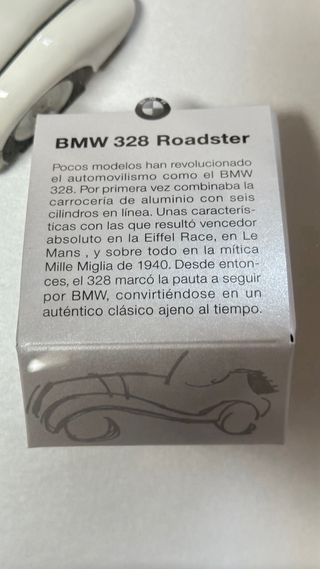 BMW 328 Roadster
Pocos modelos han revolucionado
el automovilismo como el BMW
328. Por primera vez combinaba la
carrocería de aluminio con seis
cilindros en línea. Unas caracterís-
ticas con las que resultó vencedor
absoluto en la Eiffel Race, en Le
Mans , y sobre todo en la mítica
Mille Miglia de 1940. Desde enton-
ces, el 328 marcó la pauta a seguir
por BMW, convirtiéndose en un
auténtico clásico ajeno al tiempo.